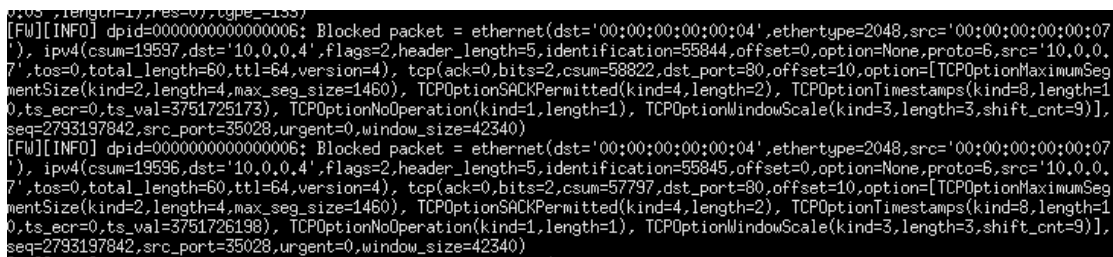 0:05',length=1),res=0),type_=133)
[FW][INFO] dpid=0000000000000006: Blocked packet = ethernet(dst='00:00:00:00:00:04',ethertype=2048,src='00:00:00:00:00:07
'), ipv4(csum=19597,dst='10.0.0.4',flags=2,header_length=5,identification=55844,offset=0,option=None,proto=6,src='10.0.0.
7',tos=0,total_length=60,ttl=64,version=4), tcp(ack=0,bits=2,csum=58822,dst_port=80,offset=10,option=[TCPOptionMaximumSeg
mentSize(kind=2,length=4,max_seg_size=1460), TCPOptionSACKPermitted(kind=4,length=2), TCPOptionTimestamps(kind=8,length=1
0,ts_ecr=0,ts_val=3751725173), TCPOptionNoOperation(kind=1,length=1), TCPOptionWindowScale(kind=3,length=3,shift_cnt=9)],
seq=2793197842,src_port=35028,urgent=0,window_size=42340)
[FW][INFO] dpid=0000000000000006: Blocked packet = ethernet(dst='00:00:00:00:00:04',ethertype=2048,src='00:00:00:00:00:07
'), ipv4(csum=19596,dst='10.0.0.4',flags=2,header_length=5,identification=55845,offset=0,option=None,proto=6,src='10.0.0.
7',tos=0,total_length=60,ttl=64,version=4), tcp(ack=0,bits=2,csum=57797,dst_port=80,offset=10,option=[TCPOptionMaximumSeg
mentSize(kind=2,length=4,max_seg_size=1460), TCPOptionSACKPermitted(kind=4,length=2), TCPOptionTimestamps(kind=8,length=1
0,ts_ecr=0,ts_val=3751726198), TCPOptionNoOperation(kind=1,length=1), TCPOptionWindowScale(kind=3,length=3,shift_cnt=9)],
seq=2793197842,src_port=35028,urgent=0,window_size=42340)